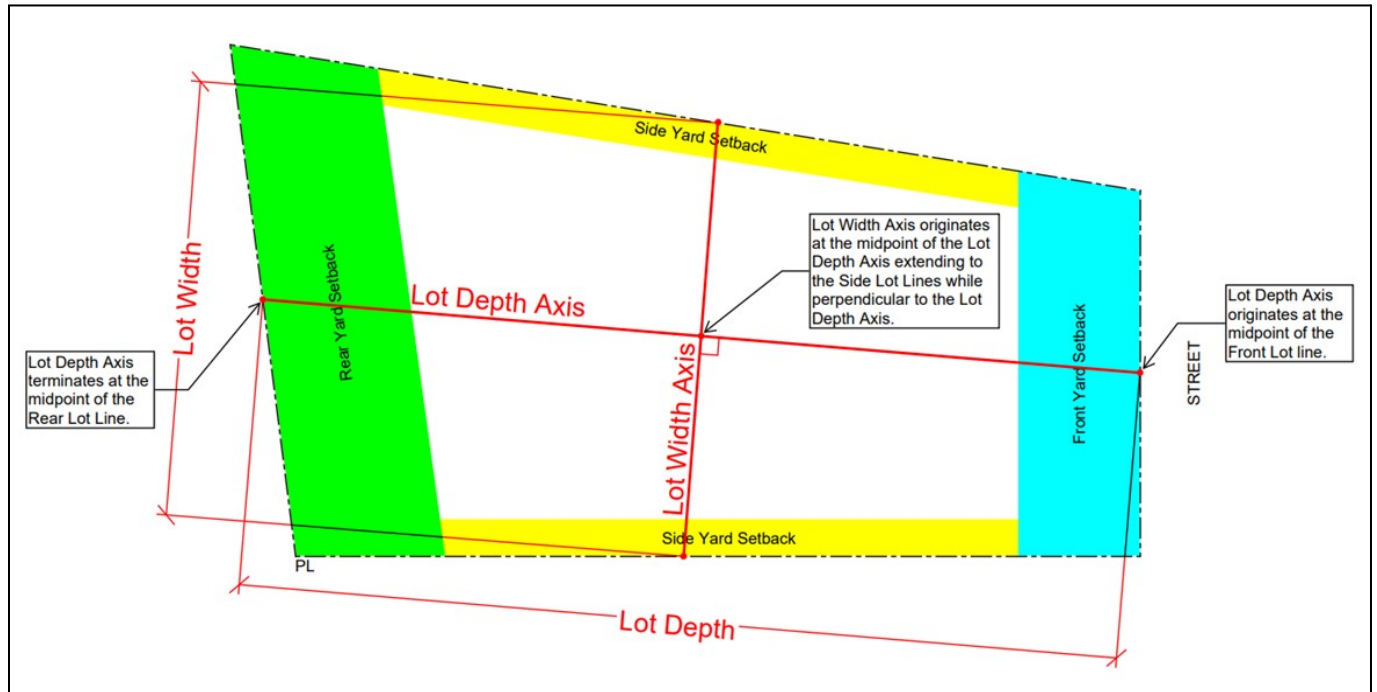 Side Yard Setback
Lot Width
Rear Yard Setback
Lot Depth Axis
Lot Width Axis originates
at the midpoint of the Lot
Depth Axis extending to
the Side Lot Lines while
perpendicular to the Lot
Depth Axis.
Lot Depth Axis
originates at the
midpoint of the
Front Lot line.
Lot Depth Axis
terminates at the
midpoint of the
Rear Lot Line.
Lot Width Axis
Front Yard Setback
STREET
Side Yard Setback
PL
Lot Depth